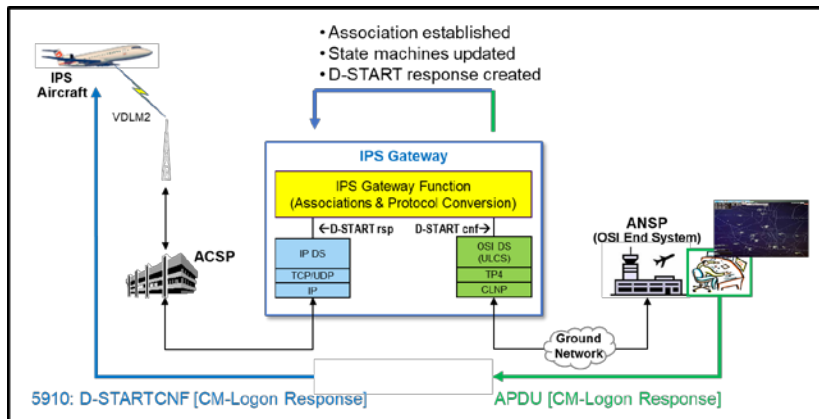 • Association established
• State machines updated
• D-START response created
IPS
Aircraft
VDLM2
IPS Gateway
IPS Gateway Function
(Associations & Protocol Conversion)
←D-START rsp
D-START cnf→
ACSP
IP DS
TCP/UDP
IP
OSI DS
(ULCS)
TP4
CLNP
ANSP
(OSI End System)
Ground
Network
5910: D-STARTCNF [CM-Logon Response]
APDU [CM-Logon Response]